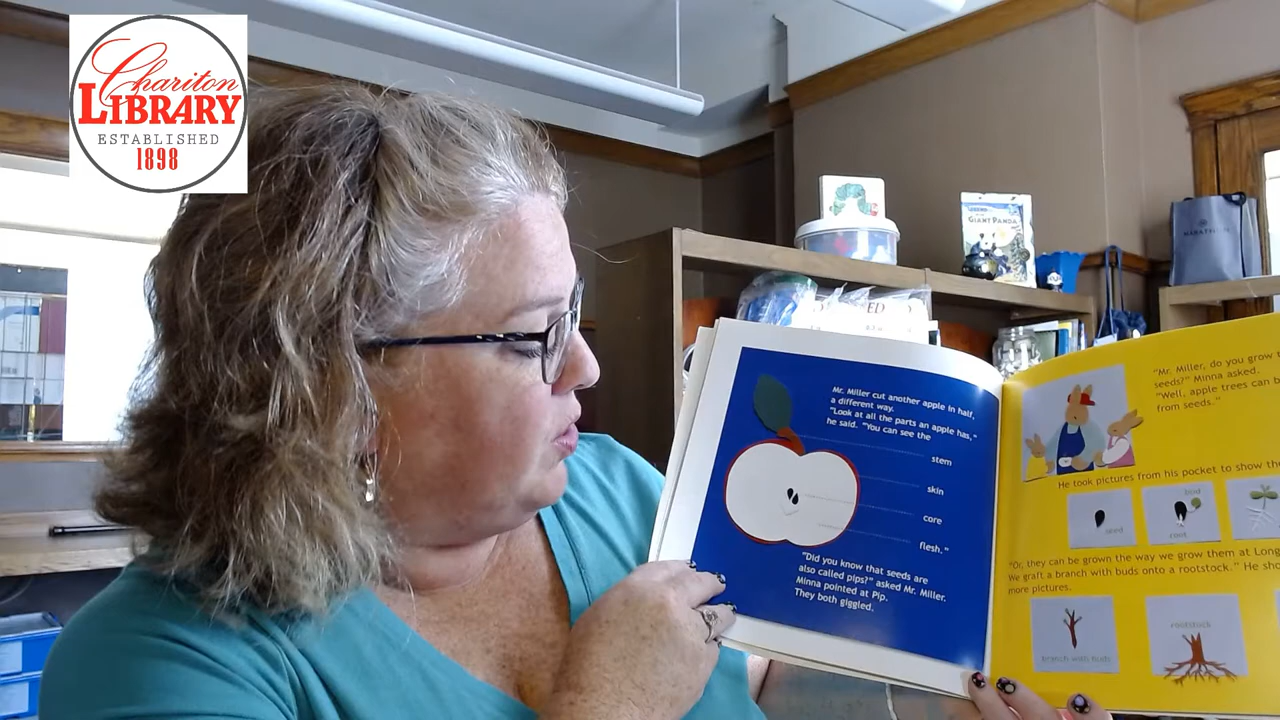 Chariton
LIBRARY
ESTABLISHED
1898
GIANT PANDA
MARATHON
Mr. Miller cut another apple in half,
a different way.
"Look at all the parts an apple has,"
he said. "You can see the
stem
skin
core
flesh."
"Did you know that seeds are
also called pips?" asked Mr. Miller.
Minna pointed at Pip.
They both giggled.
"Mr. Miller, do you grow
seeds?" Minna asked.
"Well, apple trees can
from seeds."
He took pictures from his pocket to show
seed
bud
root
"Or, they can be grown the way we grow them at Long
We graft a branch with buds onto a rootstock." He
more pictures.
branch with buds
rootstock